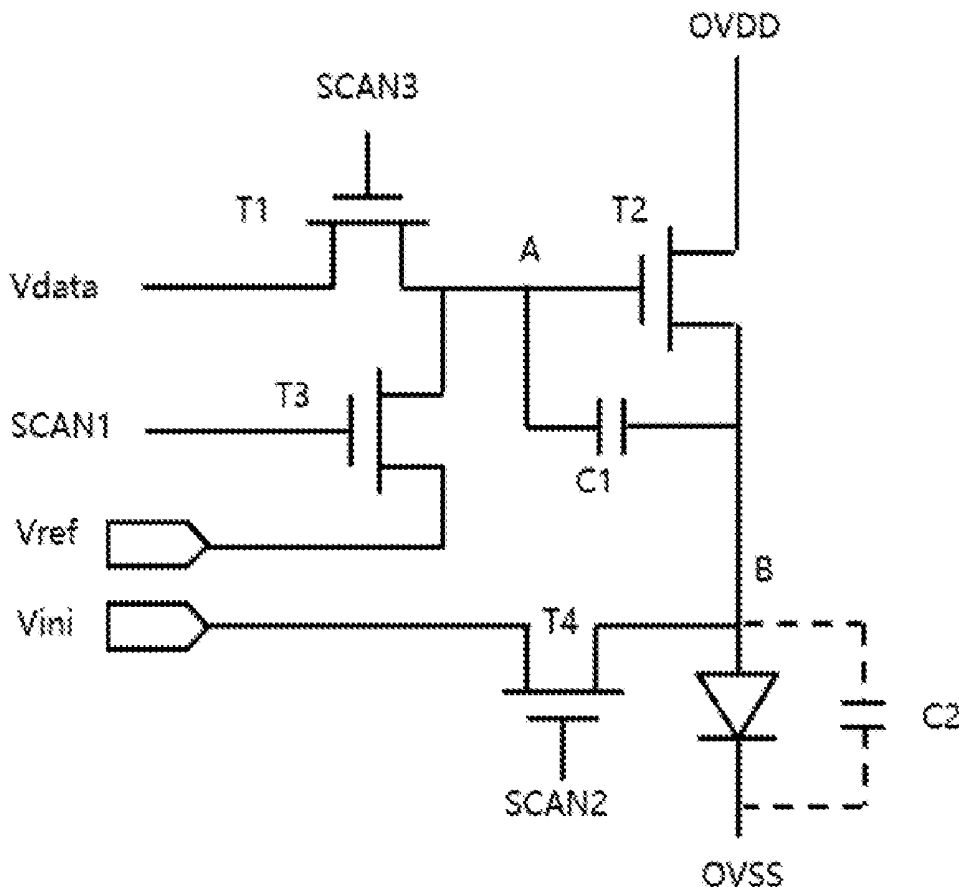 OVDD
SCAN3
T1
T2
A
Vdata
T3
SCAN1
C1
Vref
B
Vini
T4
C2
SCAN2
OVSS